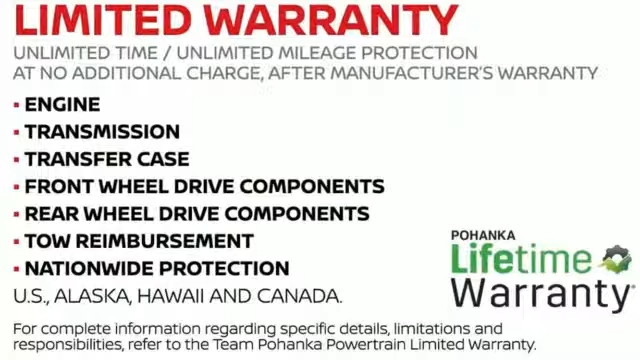 LIMITED WARRANTY
UNLIMITED TIME / UNLIMITED MILEAGE PROTECTION
AT NO ADDITIONAL CHARGE, AFTER MANUFACTURER'S WARRANTY
▪ ENGINE
▪ TRANSMISSION
▪ TRANSFER CASE
▪ FRONT WHEEL DRIVE COMPONENTS
▪ REAR WHEEL DRIVE COMPONENTS
▪ TOW REIMBURSEMENT
▪ NATIONWIDE PROTECTION
U.S., ALASKA, HAWAII AND CANADA.
POHANKA
Lifetime
Warranty
For complete information regarding specific details, limitations and
responsibilities, refer to the Team Pohanka Powertrain Limited Warranty.